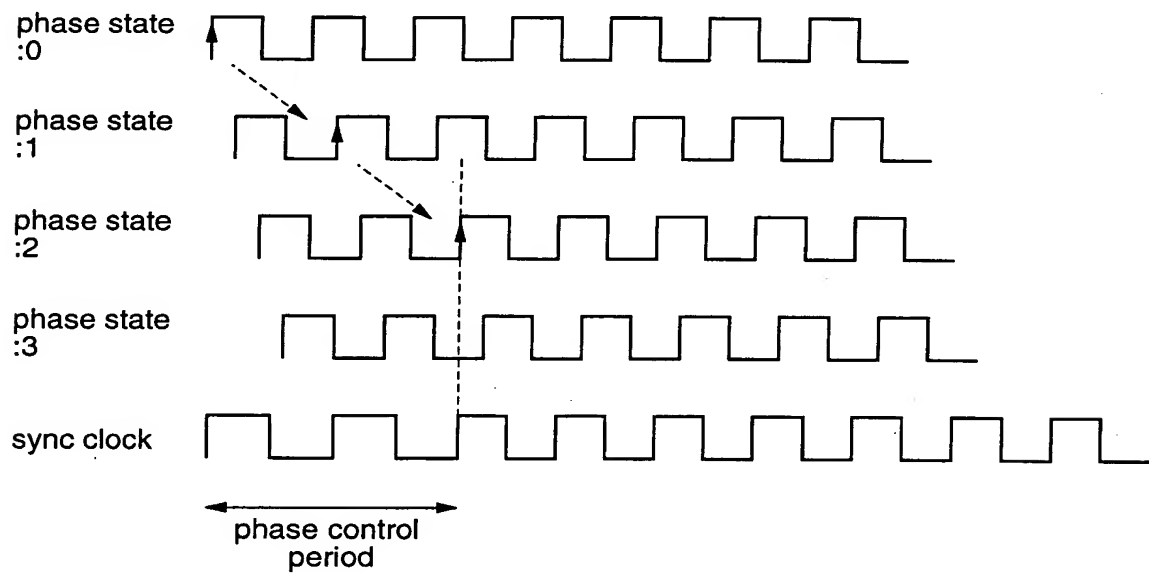 phase state
:0
phase state
:1
phase state
:2
phase state
:3
sync clock
phase control
period